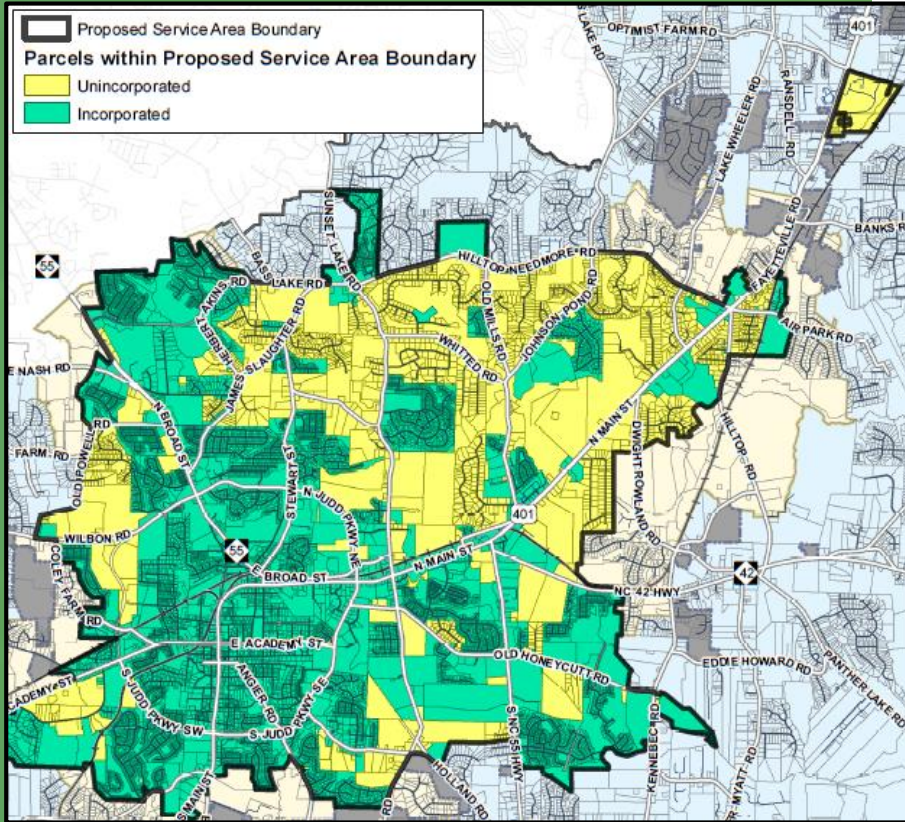 Proposed Service Area Boundary
Parcels within Proposed Service Area Boundary
Unincorporated
Incorporated
LAKE RD
OPTIMIST FARM RD
401
LAKE WHEELER RD
RANSDELL RD
BANKS R
FAYETTEVILLE RD
SUNSET LAKE RD
HILLTOP NEEDMORE RD
55
BASS LAKE RD
HERBERT AKINS RD
JAMES SLAUGHTER RD
OLD MILLS RD
JOHNSON POND RD
WHITTED RD
AIR PARK RD
E NASH RD
N BROAD ST
N MAIN ST
HILLTOP RD
DWIGHT ROWLAND RD
OLD POWELL RD
FARM RD
STEWART ST
N JUDD PKWY NE
401
WILBON RD
55
E BROAD ST
N MAIN ST
42
NC 42 HWY
COLEY FARM RD
E ACADEMY ST
OLD HONEYCUTT RD
EDDIE HOWARD RD
PANTHER LAKE RD
CADEMY ST
ANGIER RD
S JUDD PKWY SW
S JUDD PKWY SE
S NC 55 HWY
KENNEBEC RD
MYATT RD
S MAIN ST
RD
HOLLAND RD